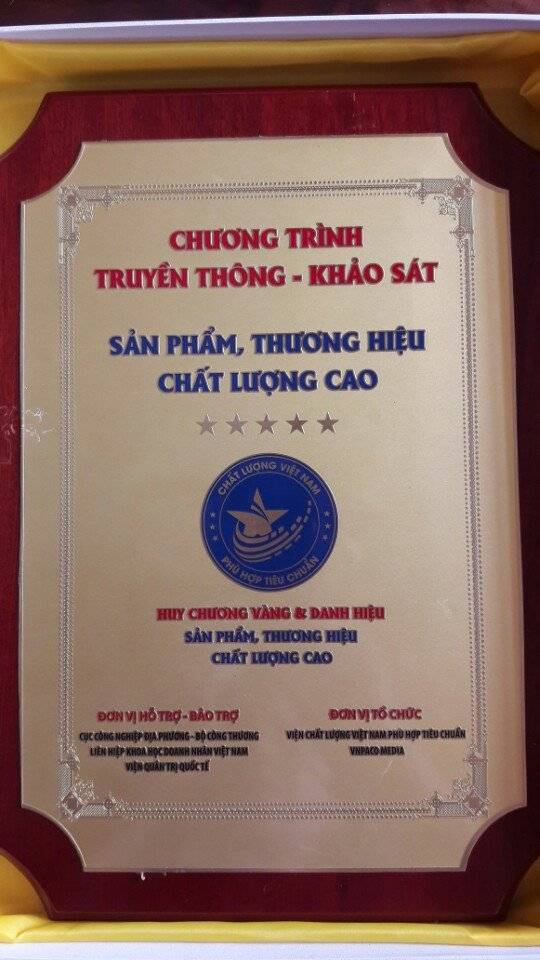 CHƯƠNG TRÌNH
TRUYỀN THÔNG - KHẢO SÁT
SẢN PHẨM, THƯƠNG HIỆU
CHẤT LƯỢNG CAO
CHẤT LƯỢNG VIỆT NAM
PHÙ HỢP TIÊU CHUẨN
HUY CHƯƠNG VÀNG & DANH HIỆU
SẢN PHẨM, THƯƠNG HIỆU
CHẤT LƯỢNG CAO
ĐƠN VỊ HỖ TRỢ - BẢO TRỢ
CỤC CÔNG NGHIỆP ĐỊA PHƯƠNG - BỘ CÔNG THƯƠNG
LIÊN HIỆP KHOA HỌC DOANH NHÂN VIỆT NAM
VIỆN QUẢN TRỊ QUỐC TẾ
ĐƠN VỊ TỔ CHỨC
VIỆN CHẤT LƯỢNG VIỆT NAM PHÙ HỢP TIÊU CHUẨN
VNPACO MEDIA